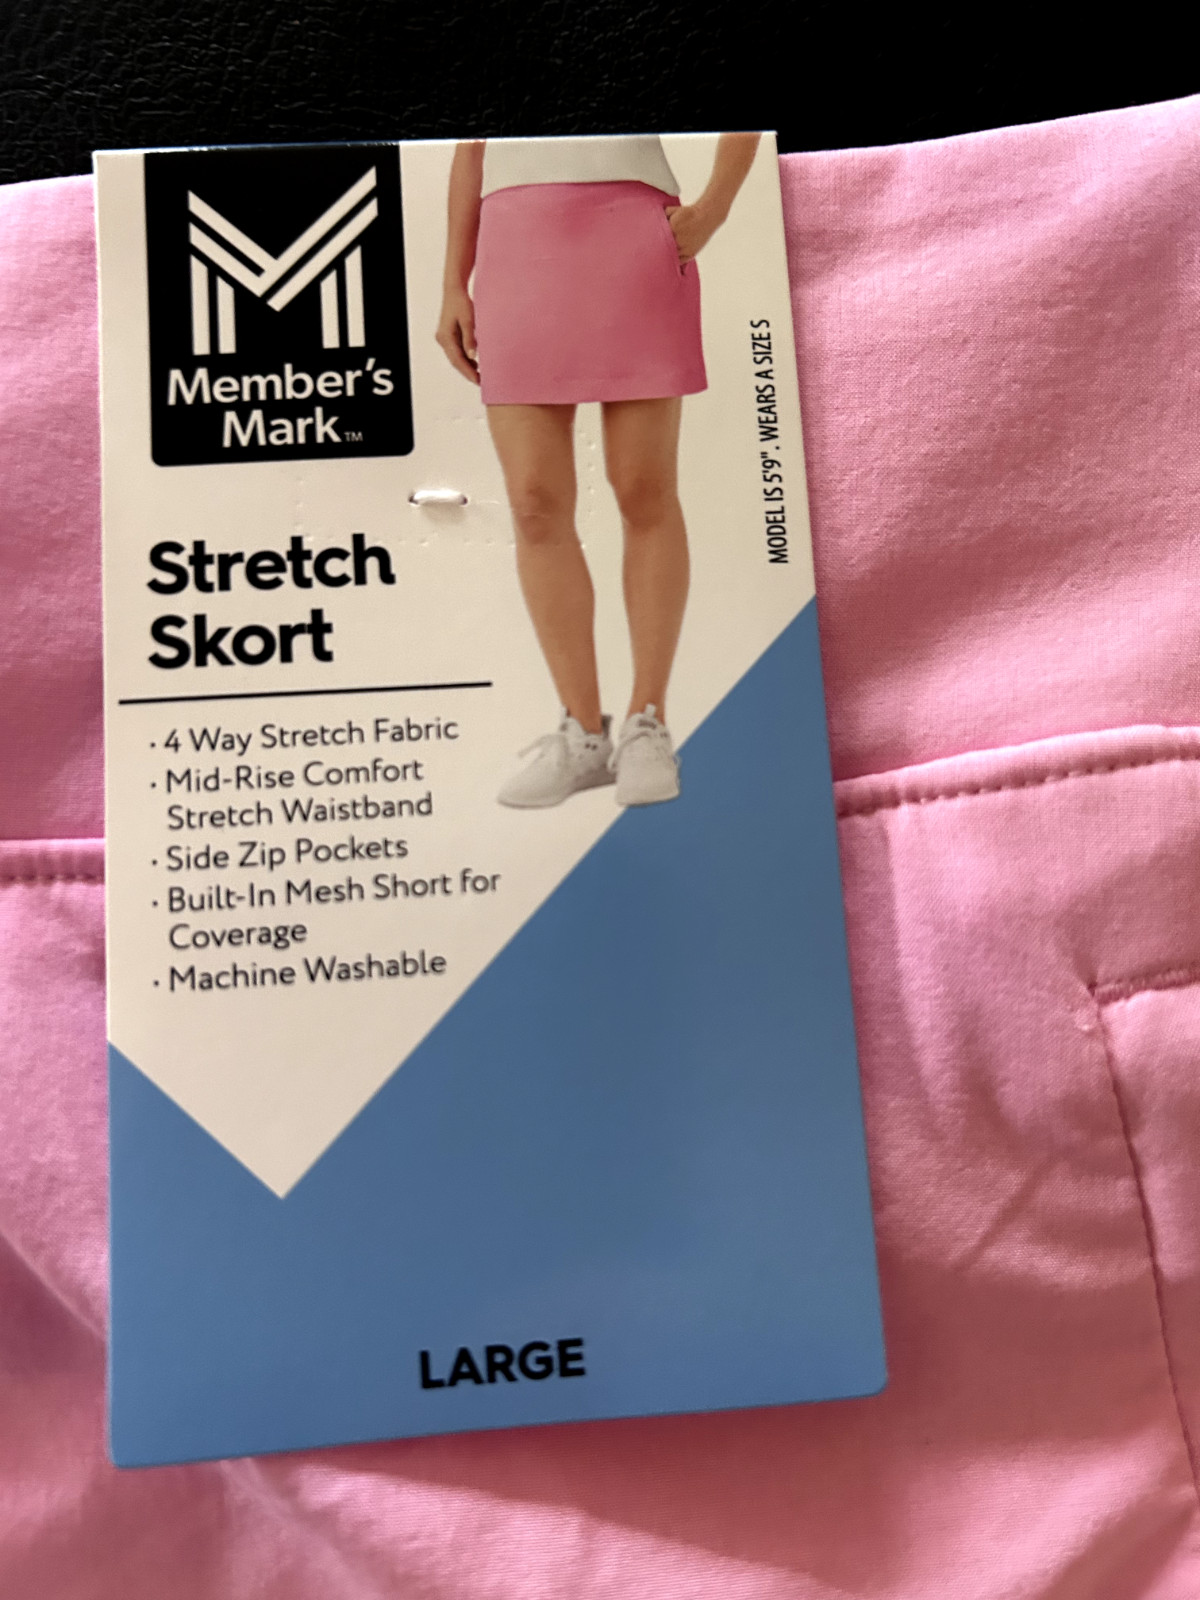 Member's
Mark™
MODEL IS 5'9". WEARS A SIZE S
Stretch
Skort
· 4 Way Stretch Fabric
· Mid-Rise Comfort
Stretch Waistband
· Side Zip Pockets
· Built-In Mesh Short for
Coverage
· Machine Washable
LARGE